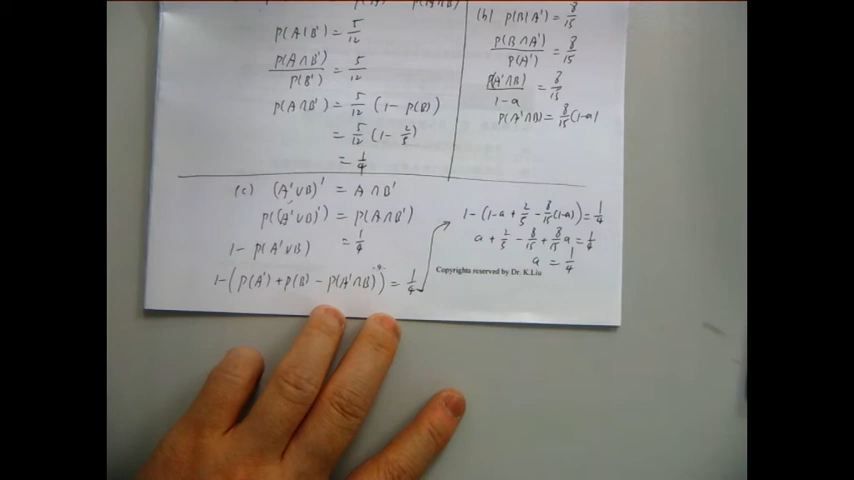 P(A|B') = 5/12
P(A∩B')/P(B') = 5/12
P(A∩B') = 5/12 (1 - P(B))
= 5/12 (1 - 2/5)
= 1/4
(b) P(B|A') = 8/15
P(B∩A')/P(A') = 8/15
P(A'∩B)/1-a = 8/15
P(A'∩B) = 8/15(1-a)
(c) (A'∪B)' = A∩B'
P((A'∪B)') = P(A∩B')
1 - P(A'∪B) = 1/4
1-(P(A') + P(B) - P(A'∩B)) = 1/4
1-(1-a + 2/5 - 8/15(1-a)) = 1/4
a + 2/5 - 8/15 + 8/15 a = 1/4
a = 1/4
Copyrights reserved by Dr. K.Liu